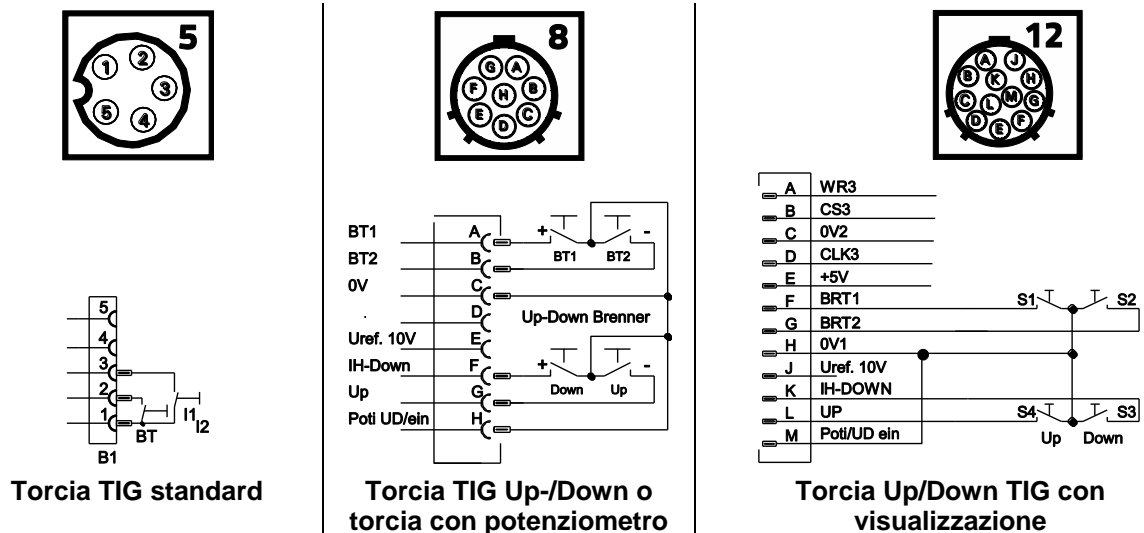 5
1
2
3
4
5
5
4
3
2
1
I1
I2
BT
B1
Torcia TIG standard
8
G A
F H B
E C
D
BT1 A + - 
BT2 B BT1 BT2
0V C
. D Up-Down Brenner
Uref. 10V E
IH-Down F + -
Up G Down Up
Poti UD/ein H
Torcia TIG Up-/Down o
torcia con potenziometro
12
A J
B K H
C L M G
D F
E
A WR3
B CS3
C 0V2
D CLK3
E +5V
F BRT1 S1 S2
G BRT2
H 0V1
J Uref. 10V
K IH-DOWN
L UP S4 S3
M Poti/UD ein Up Down
Torcia Up/Down TIG con
visualizzazione